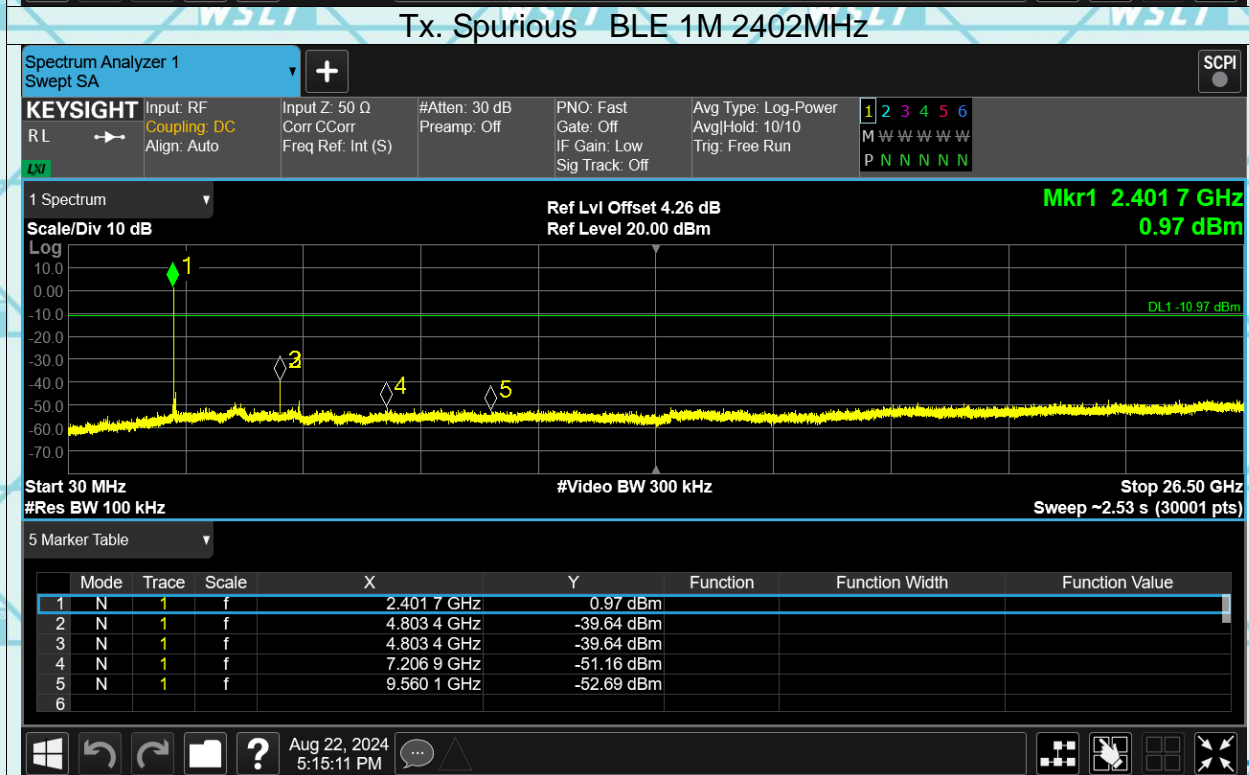 WSLT WSLT WSLT
Tx. Spurious BLE 1M 2402MHz
Spectrum Analyzer 1
Swept SA
+
SCPI
KEYSIGHT
R L
LXI
Input: RF
Coupling: DC
Align: Auto
Input Z: 50 Ω
Corr CCorr
Freq Ref: Int (S)
#Atten: 30 dB
Preamp: Off
PNO: Fast
Gate: Off
IF Gain: Low
Sig Track: Off
Avg Type: Log-Power
Avg|Hold: 10/10
Trig: Free Run
1 2 3 4 5 6
M W W W W W
P N N N N N
1 Spectrum
Scale/Div 10 dB
Log
Ref Lvl Offset 4.26 dB
Ref Level 20.00 dBm
Mkr1 2.401 7 GHz
0.97 dBm
10.0
0.00
-10.0
-20.0
-30.0
-40.0
-50.0
-60.0
-70.0
1
2
3
4
5
DL1 -10.97 dBm
Start 30 MHz
#Video BW 300 kHz
Stop 26.50 GHz
#Res BW 100 kHz
Sweep ~2.53 s (30001 pts)
5 Marker Table
Mode Trace Scale X Y Function Function Width Function Value
1 N 1 f 2.401 7 GHz 0.97 dBm
2 N 1 f 4.803 4 GHz -39.64 dBm
3 N 1 f 4.803 4 GHz -39.64 dBm
4 N 1 f 7.206 9 GHz -51.16 dBm
5 N 1 f 9.560 1 GHz -52.69 dBm
6
?
Aug 22, 2024
5:15:11 PM